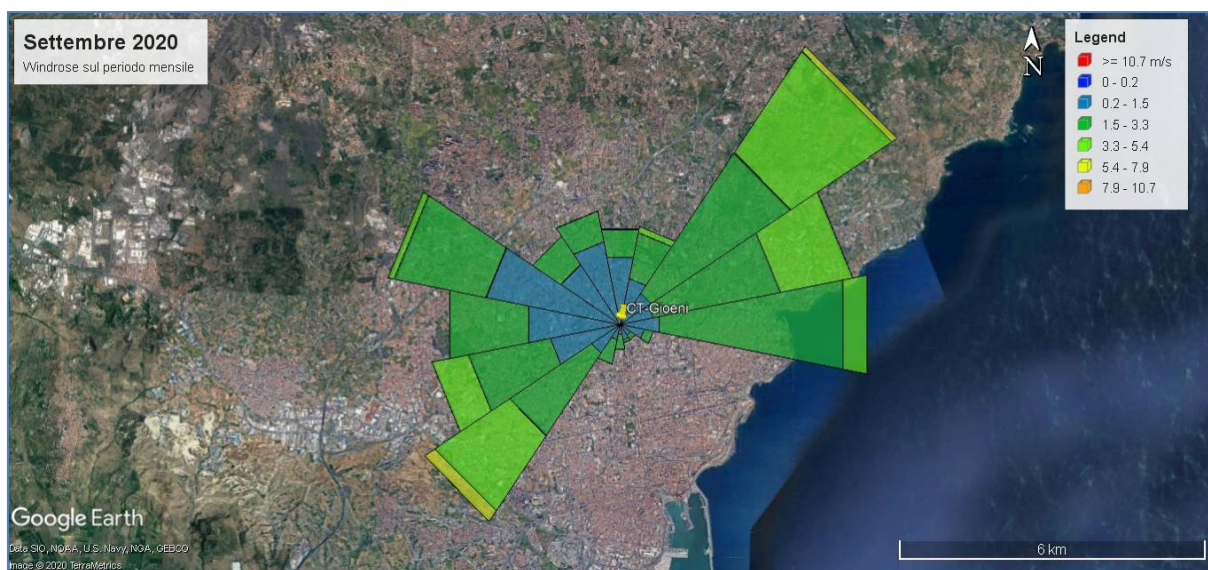 Settembre 2020
Windrose sul periodo mensile
N
Legend
>= 10.7 m/s
0 - 0.2
0.2 - 1.5
1.5 - 3.3
3.3 - 5.4
5.4 - 7.9
7.9 - 10.7
CT-Gioeni
Google Earth
Data SIO, NOAA, U.S. Navy, NGA, GEBCO
Image © 2020 TerraMetrics
6 km